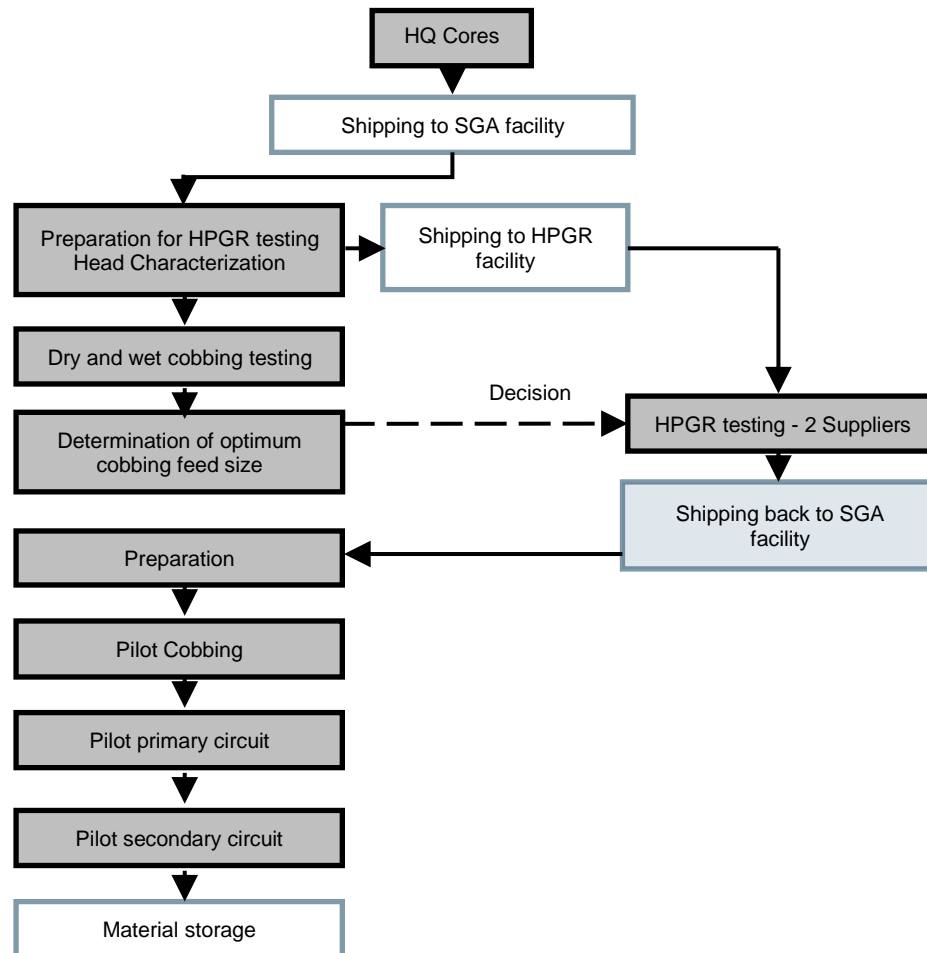 HQ Cores
Shipping to SGA facility
Preparation for HPGR testing
Head Characterization
Shipping to HPGR
facility
Dry and wet cobbing testing
Decision
Determination of optimum
cobbing feed size
HPGR testing - 2 Suppliers
Shipping back to SGA
facility
Preparation
Pilot Cobbing
Pilot primary circuit
Pilot secondary circuit
Material storage